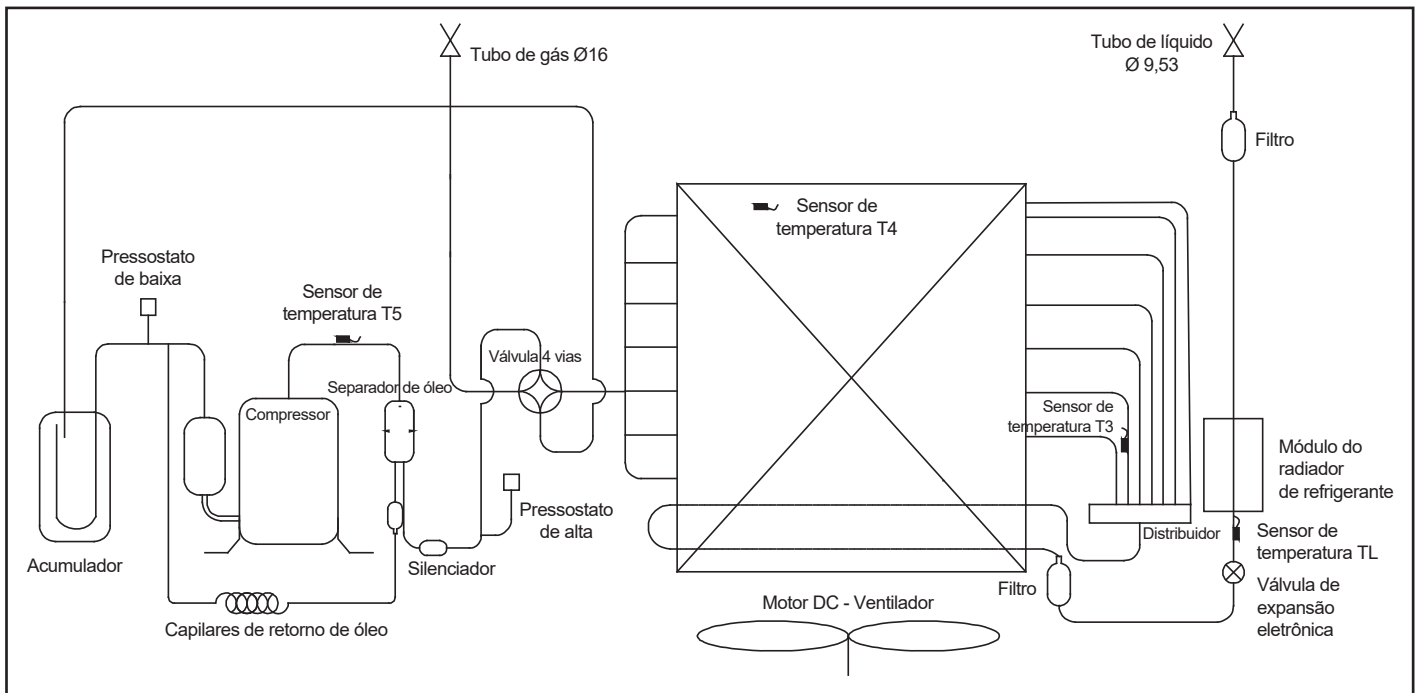 Tubo de gás Ø16
Tubo de líquido
Ø 9,53
Filtro
Sensor de
temperatura T4
Pressostato
de baixa
Sensor de
temperatura T5
Válvula 4 vias
Separador de óleo
Compressor
Sensor de
temperatura T3
Módulo do
radiador
de refrigerante
Pressostato
de alta
Distribuidor
Sensor de
temperatura TL
Acumulador
Silenciador
Filtro
Válvula de
expansão
eletrônica
Motor DC - Ventilador
Capilares de retorno de óleo